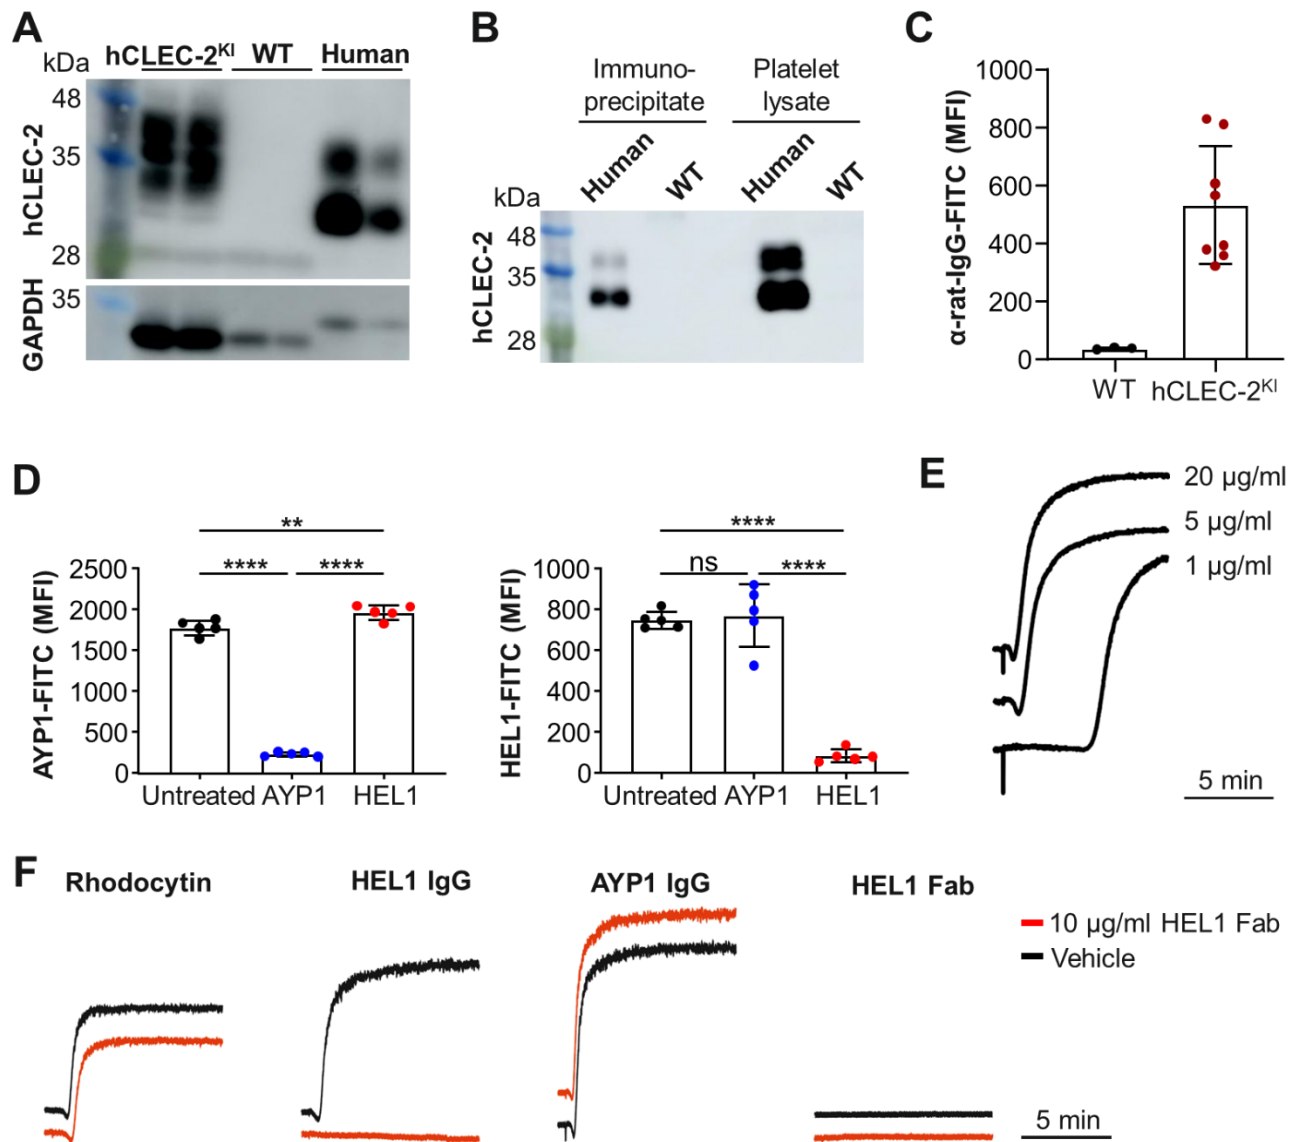 A
hCLEC-2KI WT Human
kDa
48
35
28
hCLEC-2
35
GAPDH
B
Immuno-
precipitate
Platelet
lysate
Human
WT
Human
WT
kDa
48
35
28
hCLEC-2
C
α-rat-IgG-FITC (MFI)
1000
800
600
400
200
0
WT hCLEC-2KI
D
**
**** ****
AYP1-FITC (MFI)
2500
2000
1500
1000
500
0
Untreated AYP1 HEL1
****
ns ****
HEL1-FITC (MFI)
1000
800
600
400
200
0
Untreated AYP1 HEL1
E
20 µg/ml
5 µg/ml
1 µg/ml
5 min
F
Rhodocytin HEL1 IgG AYP1 IgG HEL1 Fab
10 µg/ml HEL1 Fab
Vehicle
5 min